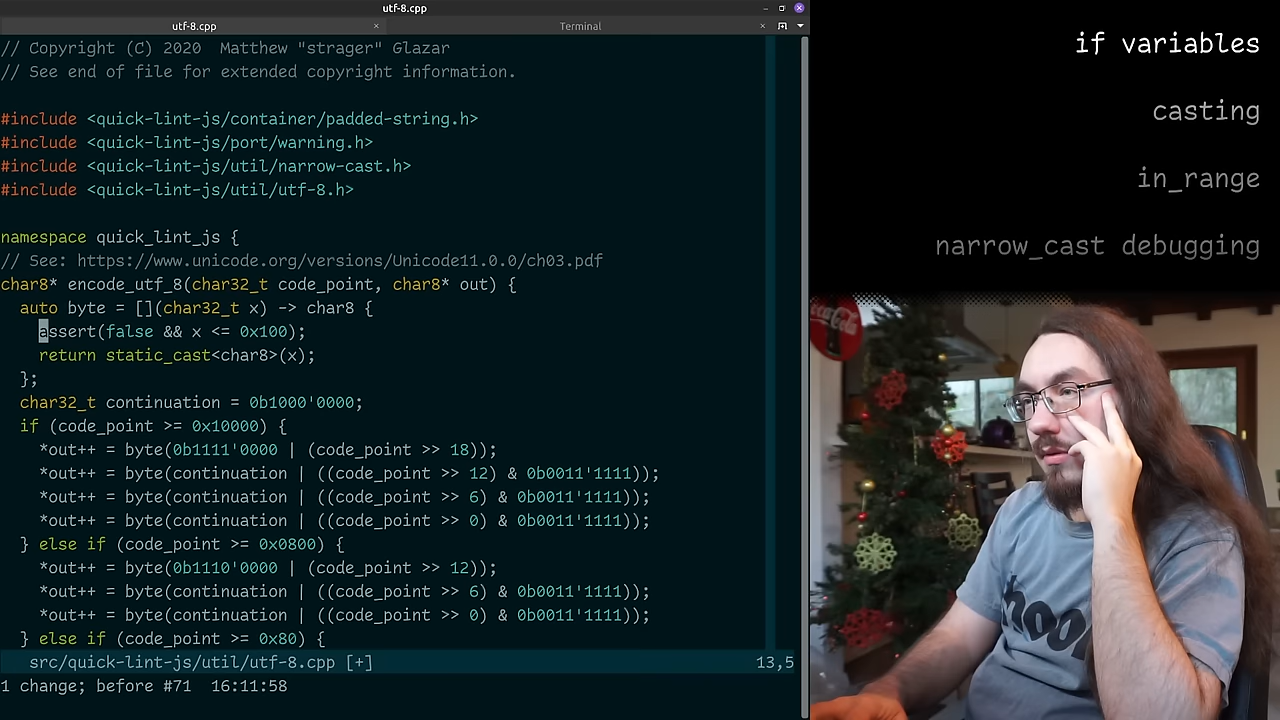 utf-8.cpp
utf-8.cpp × Terminal ×
// Copyright (C) 2020  Matthew "strager" Glazar
// See end of file for extended copyright information.
#include <quick-lint-js/container/padded-string.h>
#include <quick-lint-js/port/warning.h>
#include <quick-lint-js/util/narrow-cast.h>
#include <quick-lint-js/util/utf-8.h>
namespace quick_lint_js {
// See: https://www.unicode.org/versions/Unicode11.0.0/ch03.pdf
char8* encode_utf_8(char32_t code_point, char8* out) {
  auto byte = [](char32_t x) -> char8 {
    assert(false && x <= 0x100);
    return static_cast<char8>(x);
  };
  char32_t continuation = 0b1000'0000;
  if (code_point >= 0x10000) {
    *out++ = byte(0b1111'0000 | (code_point >> 18));
    *out++ = byte(continuation | ((code_point >> 12) & 0b0011'1111));
    *out++ = byte(continuation | ((code_point >> 6) & 0b0011'1111));
    *out++ = byte(continuation | ((code_point >> 0) & 0b0011'1111));
  } else if (code_point >= 0x0800) {
    *out++ = byte(0b1110'0000 | (code_point >> 12));
    *out++ = byte(continuation | ((code_point >> 6) & 0b0011'1111));
    *out++ = byte(continuation | ((code_point >> 0) & 0b0011'1111));
  } else if (code_point >= 0x80) {
src/quick-lint-js/util/utf-8.cpp [+] 13,5
1 change; before #71  16:11:58
if variables
casting
in_range
narrow_cast debugging
Coca-Cola